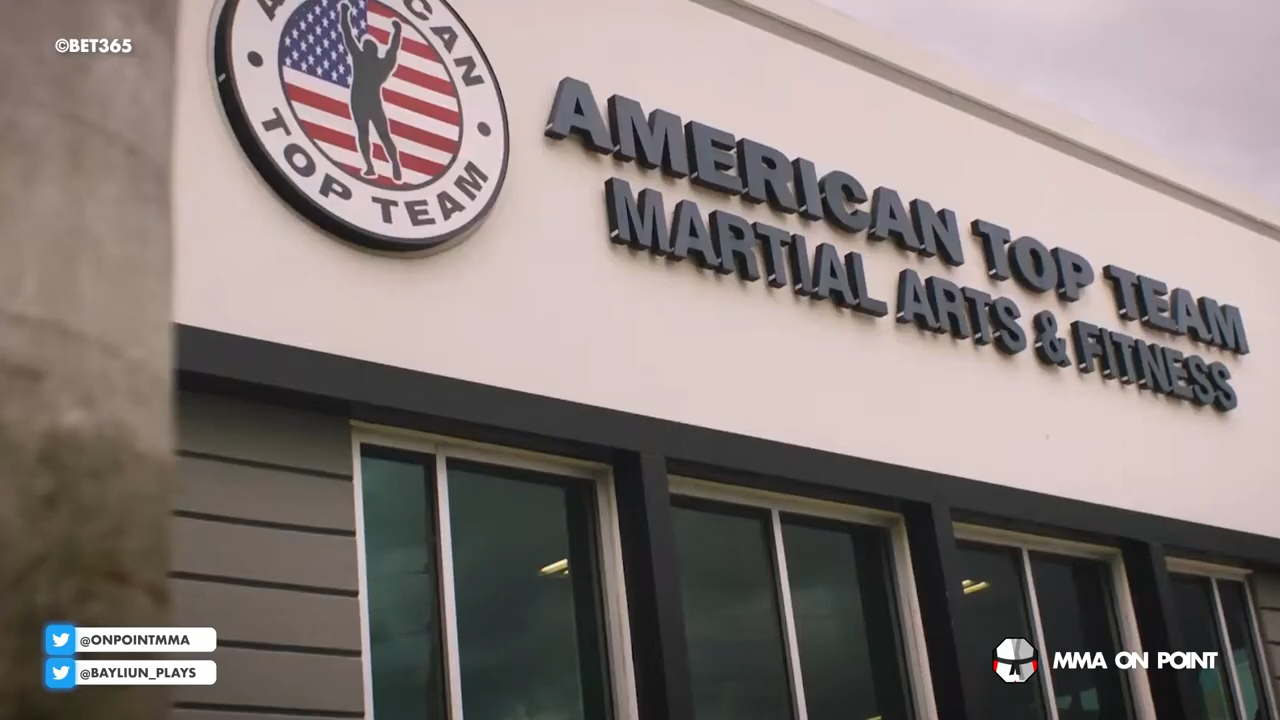 ©BET365
AMERICAN
TOP TEAM
AMERICAN TOP TEAM
MARTIAL ARTS & FITNESS
@ONPOINTMMA
@BAYLIUN_PLAYS
MMA ON POINT